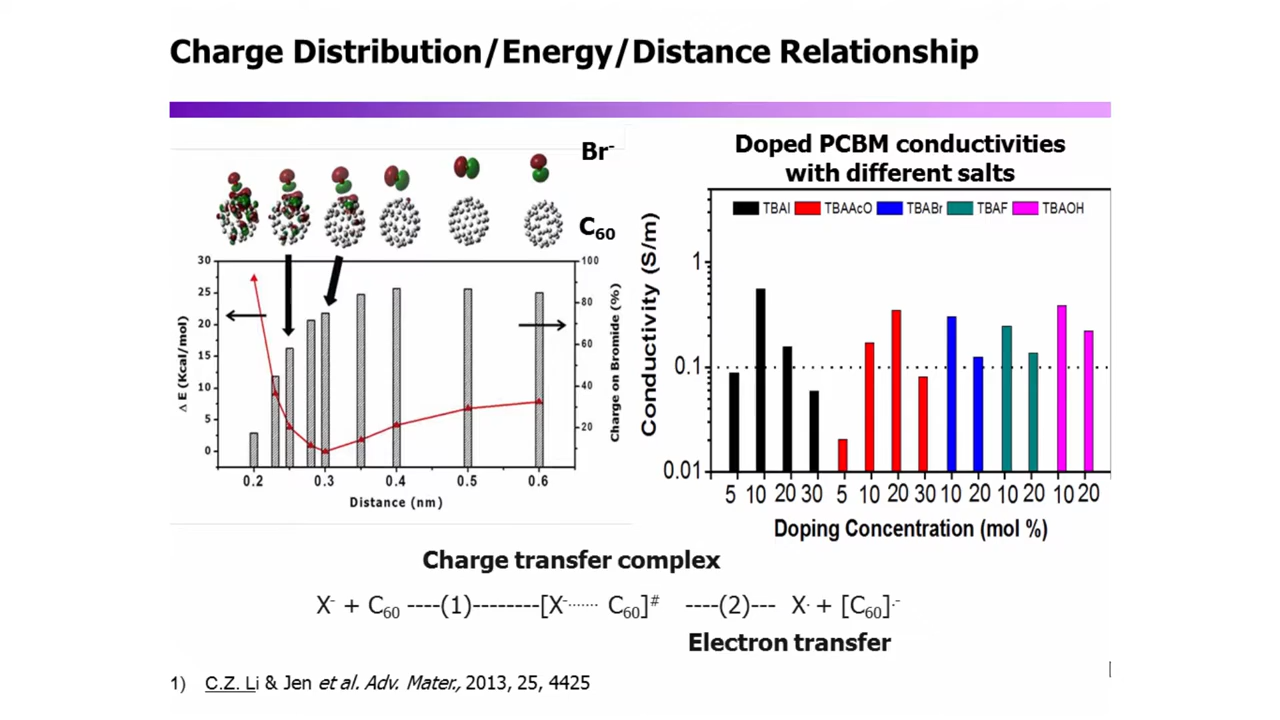 Charge Distribution/Energy/Distance Relationship
Br-
C60
30
25
20
15
10
5
0
Δ E (Kcal/mol)
100
80
60
40
20
Charge on Bromide (%)
0.2 0.3 0.4 0.5 0.6
Distance (nm)
Doped PCBM conductivities
with different salts
TBAI TBAAcO TBABr TBAF TBAOH
Conductivity (S/m)
1
0.1
0.01
5 10 20 30 5 10 20 30 10 20 10 20 10 20
Doping Concentration (mol %)
Charge transfer complex
X- + C60 ----(1)--------[X-....... C60]# ----(2)--- X· + [C60]·-
Electron transfer
1) C.Z. Li & Jen et al. Adv. Mater., 2013, 25, 4425